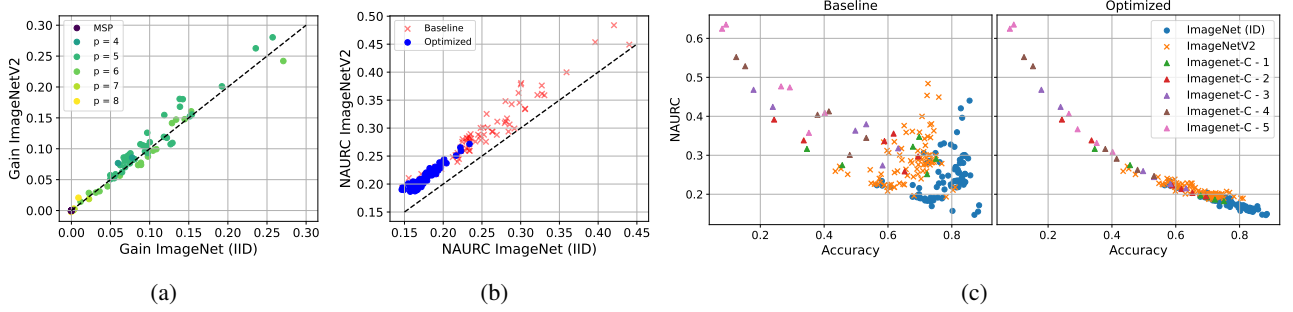 0.30
0.25
0.20
0.15
0.10
0.05
0.00
Gain ImageNetV2
MSP
p = 4
p = 5
p = 6
p = 7
p = 8
0.00 0.05 0.10 0.15 0.20 0.25 0.30
Gain ImageNet (IID)
(a)
0.50
0.45
0.40
0.35
0.30
0.25
0.20
0.15
NAURC ImageNetV2
Baseline
Optimized
0.15 0.20 0.25 0.30 0.35 0.40 0.45
NAURC ImageNet (IID)
(b)
Baseline
Optimized
0.6
0.5
0.4
0.3
0.2
NAURC
ImageNet (ID)
ImageNetV2
Imagenet-C - 1
Imagenet-C - 2
Imagenet-C - 3
Imagenet-C - 4
Imagenet-C - 5
0.2 0.4 0.6 0.8
Accuracy
0.2 0.4 0.6 0.8
Accuracy
(c)